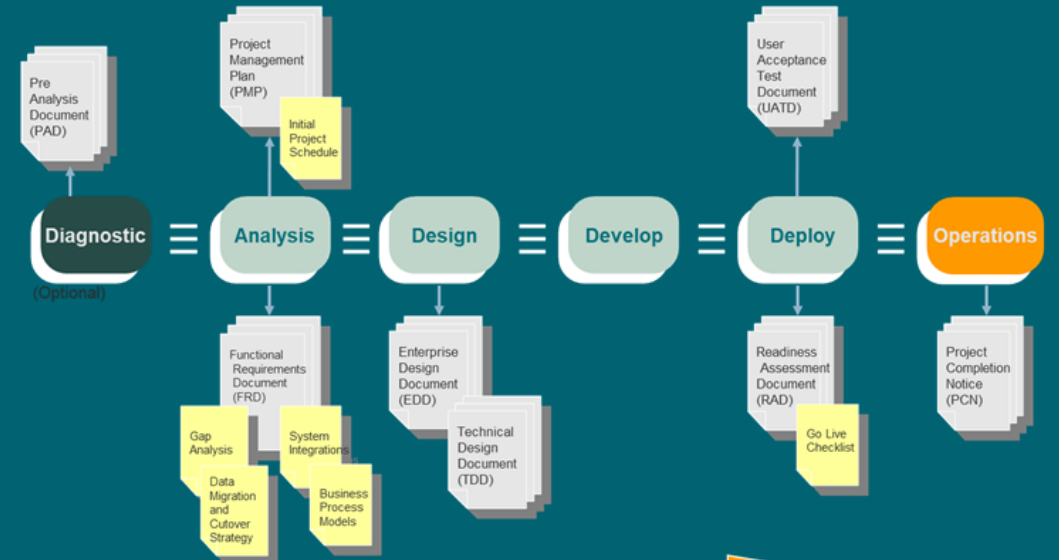 Pre
Analysis
Document
(PAD)
Project
Management
Plan
(PMP)
Initial
Project
Schedule
User
Acceptance
Test
Document
(UATD)
Diagnostic
Analysis
Design
Develop
Deploy
Operations
(Optional)
Functional
Requirements
Document
(FRD)
Gap
Analysis
System
Integrations
Data
Migration
and
Cutover
Strategy
Business
Process
Models
Enterprise
Design
Document
(EDD)
Technical
Design
Document
(TDD)
Readiness
Assessment
Document
(RAD)
Go Live
Checklist
Project
Completion
Notice
(PCN)